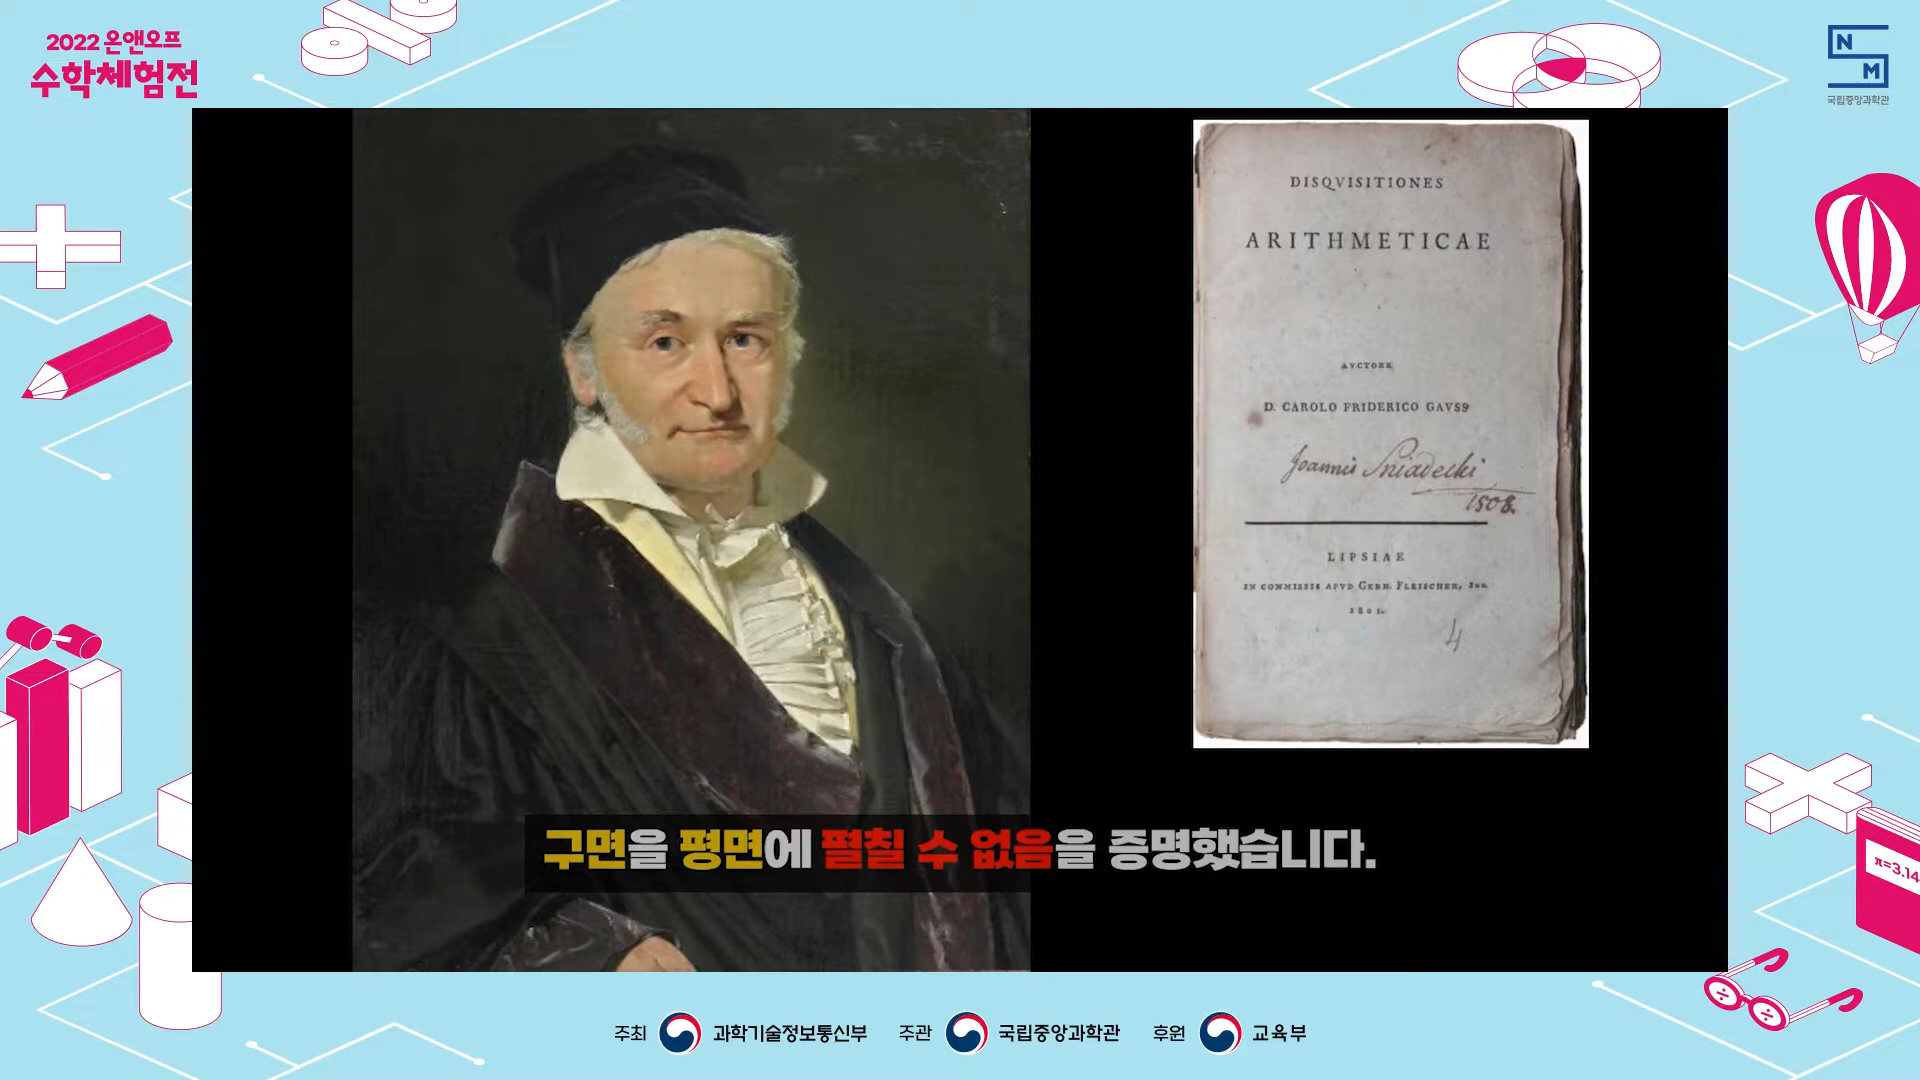 2022 온앤오프
수학체험전
N
M
국립중앙과학관
DISQVISITIONES
ARITHMETICAE
AVCTORE
D. CAROLO FRIDERICO GAVSS
Joannis Sniadecki
1808.
LIPSIAE
IN COMMISSIS APVD GERH. FLEISCHER, Jun.
1801.
4
π=3.14
구면을 평면에 펼칠 수 없음을 증명했습니다.
주최 과학기술정보통신부 주관 국립중앙과학관 후원 교육부